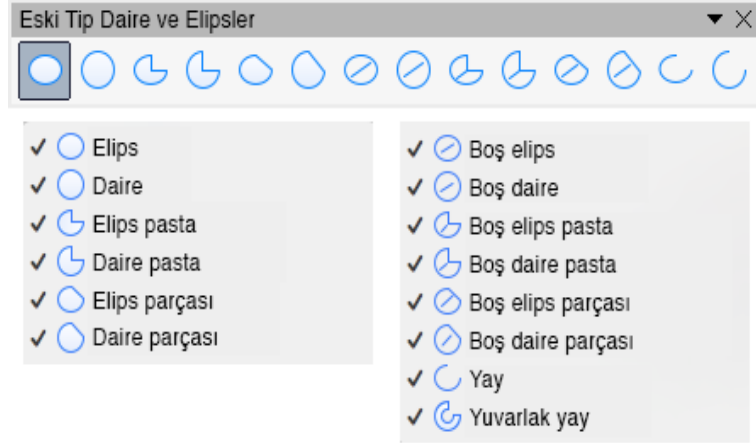 Eski Tip Daire ve Elipsler
Elips
Daire
Elips pasta
Daire pasta
Elips parçası
Daire parçası
Boş elips
Boş daire
Boş elips pasta
Boş daire pasta
Boş elips parçası
Boş daire parçası
Yay
Yuvarlak yay